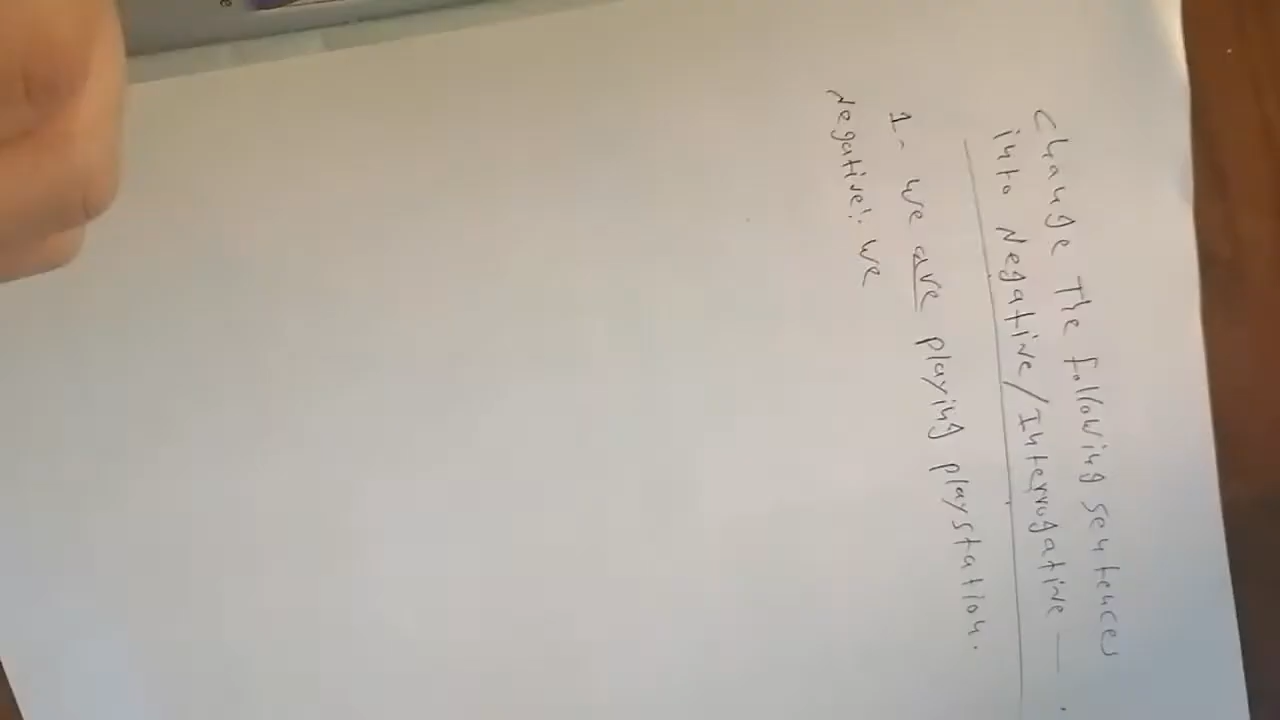 Change The following sentences
into Negative/Interrogative — .
1- we are playing playstation.
Negative: we